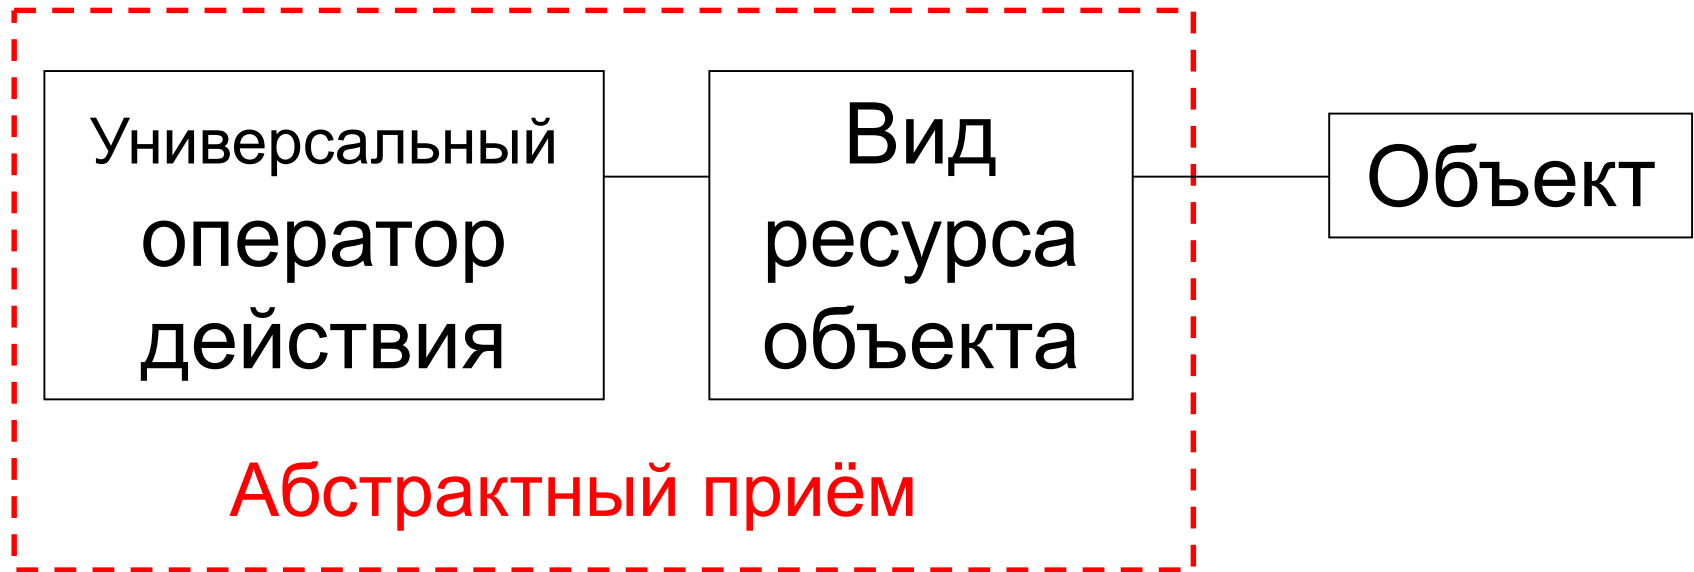 Универсальный
оператор
действия
Вид
ресурса
объекта
Объект
Абстрактный приём